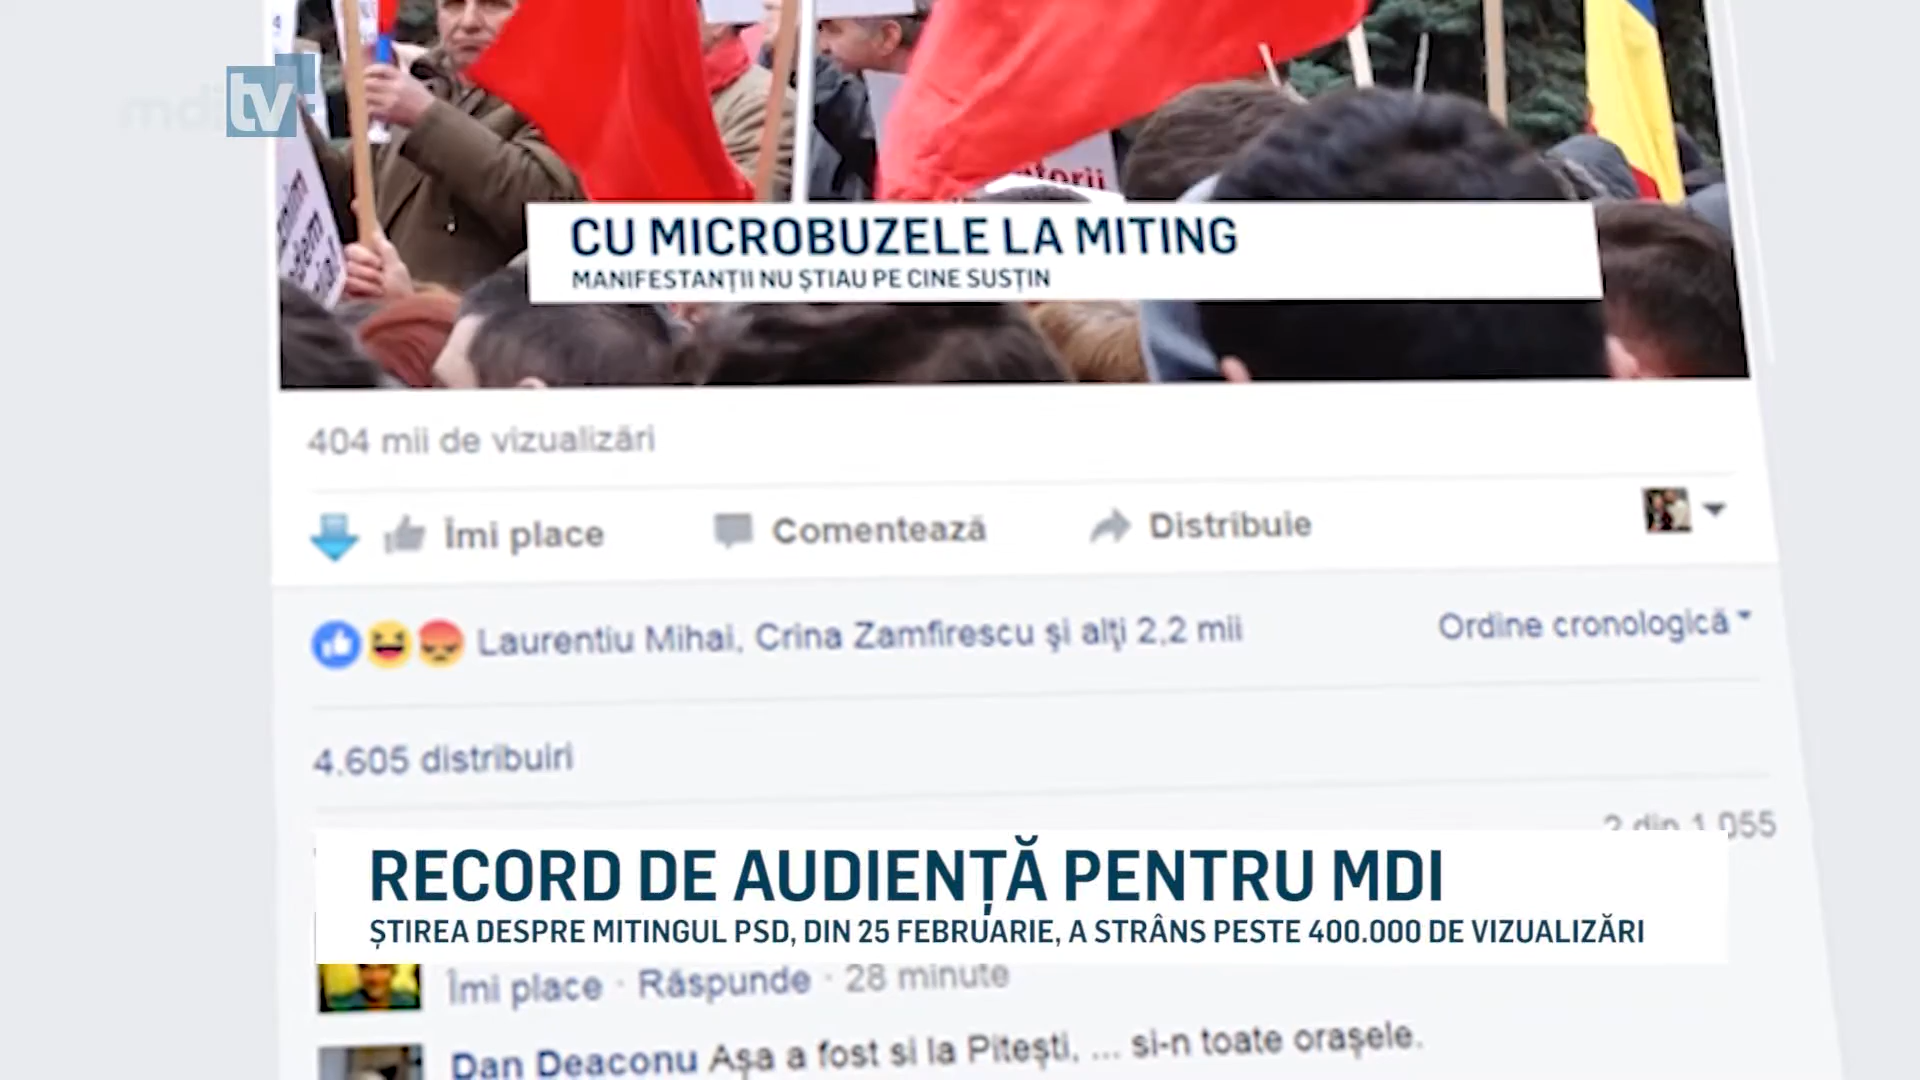 mdi tv
torii
CU MICROBUZELE LA MITING
MANIFESTANȚII NU ȘTIAU PE CINE SUSȚIN
404 mii de vizualizări
Îmi place Comentează Distribuie
Laurentiu Mihai, Crina Zamfirescu și alți 2,2 mii Ordine cronologică
4.605 distribuiri
2 din 1.055
RECORD DE AUDIENȚĂ PENTRU MDI
ȘTIREA DESPRE MITINGUL PSD, DIN 25 FEBRUARIE, A STRÂNS PESTE 400.000 DE VIZUALIZĂRI
Îmi place · Răspunde · 28 minute
Dan Deaconu Așa a fost si la Pitești, ... si-n toate orașele.